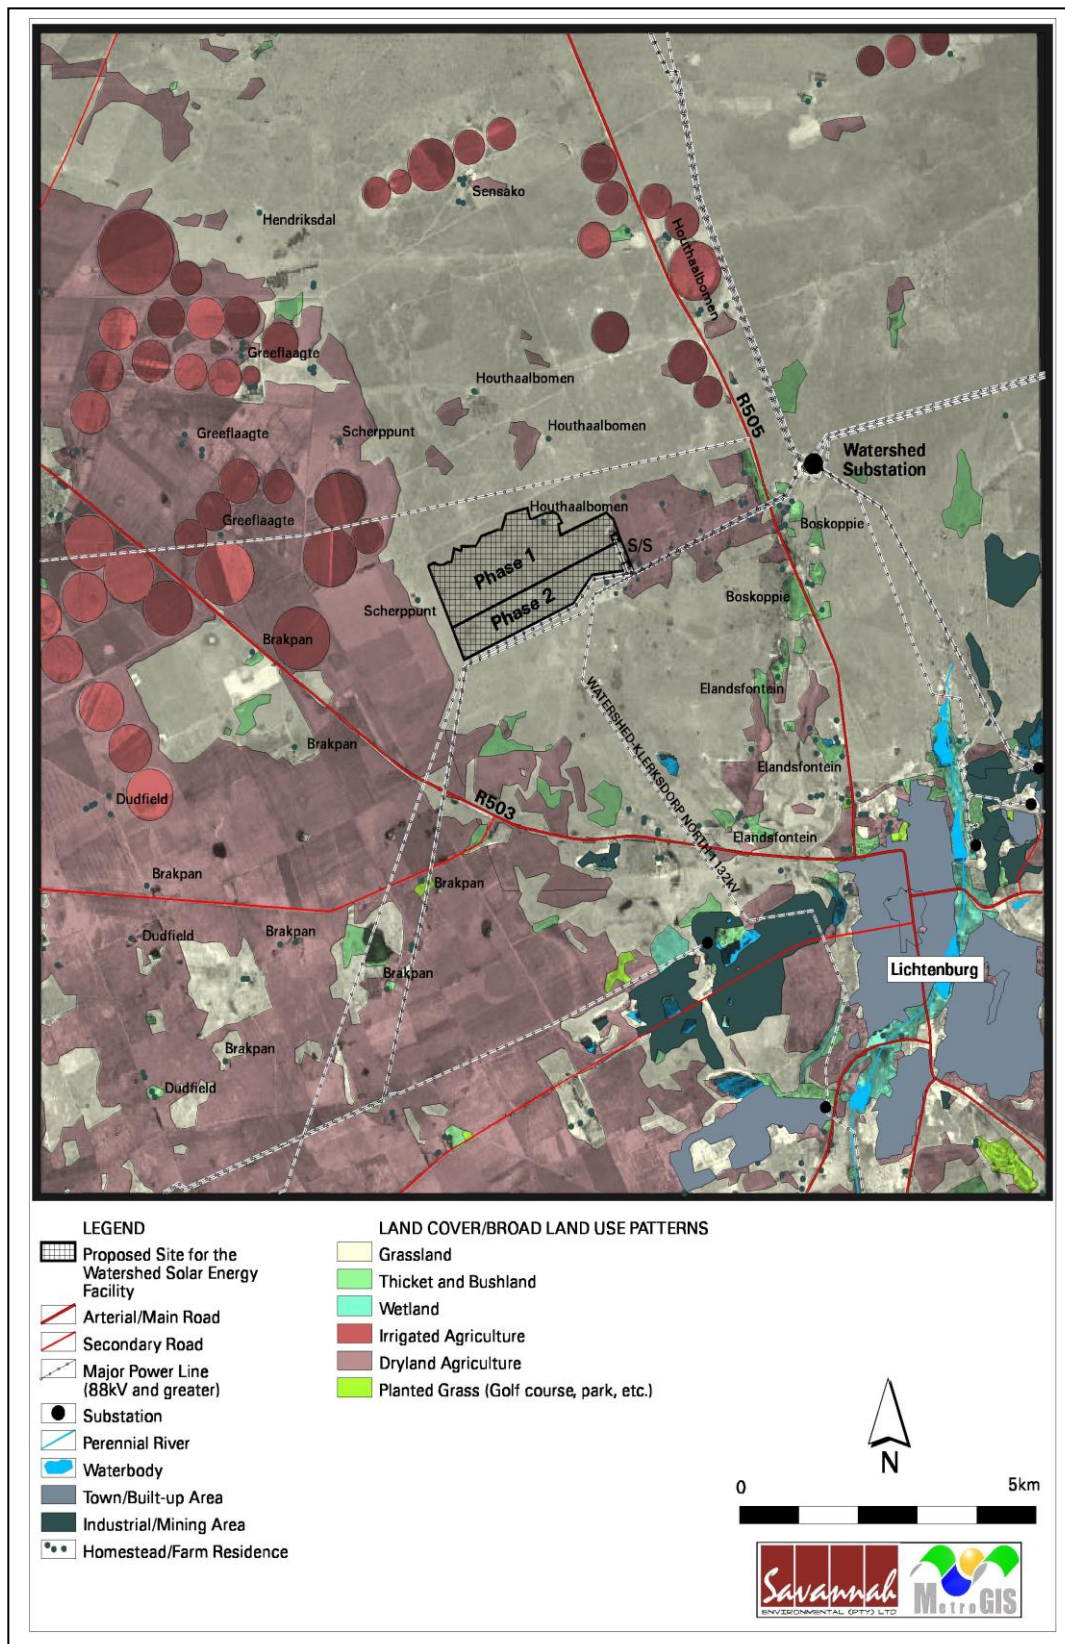 Sensako
Hendriksdal
Houthaalbomen
Greeflaagte
Houthaalbomen
Greeflaagte
Scherppunt
Houthaalbomen
R505
Watershed
Substation
Greeflaagte
Houthaalbomen
Boskoppie
S/S
Phase 1
Phase 2
Scherppunt
Boskoppie
Brakpan
Elandsfontein
WATERSHED-KLERKSDORP NORTH 1 132kV
Brakpan
Elandsfontein
Dudfield
R503
Elandsfontein
Brakpan
Brakpan
Dudfield
Brakpan
Brakpan
Lichtenburg
Brakpan
Dudfield
LEGEND
Proposed Site for the
Watershed Solar Energy
Facility
Arterial/Main Road
Secondary Road
Major Power Line
(88kV and greater)
Substation
Perennial River
Waterbody
Town/Built-up Area
Industrial/Mining Area
Homestead/Farm Residence
LAND COVER/BROAD LAND USE PATTERNS
Grassland
Thicket and Bushland
Wetland
Irrigated Agriculture
Dryland Agriculture
Planted Grass (Golf course, park, etc.)
N
0 5km
Savannah
ENVIRONMENTAL (PTY) LTD
MetroGIS